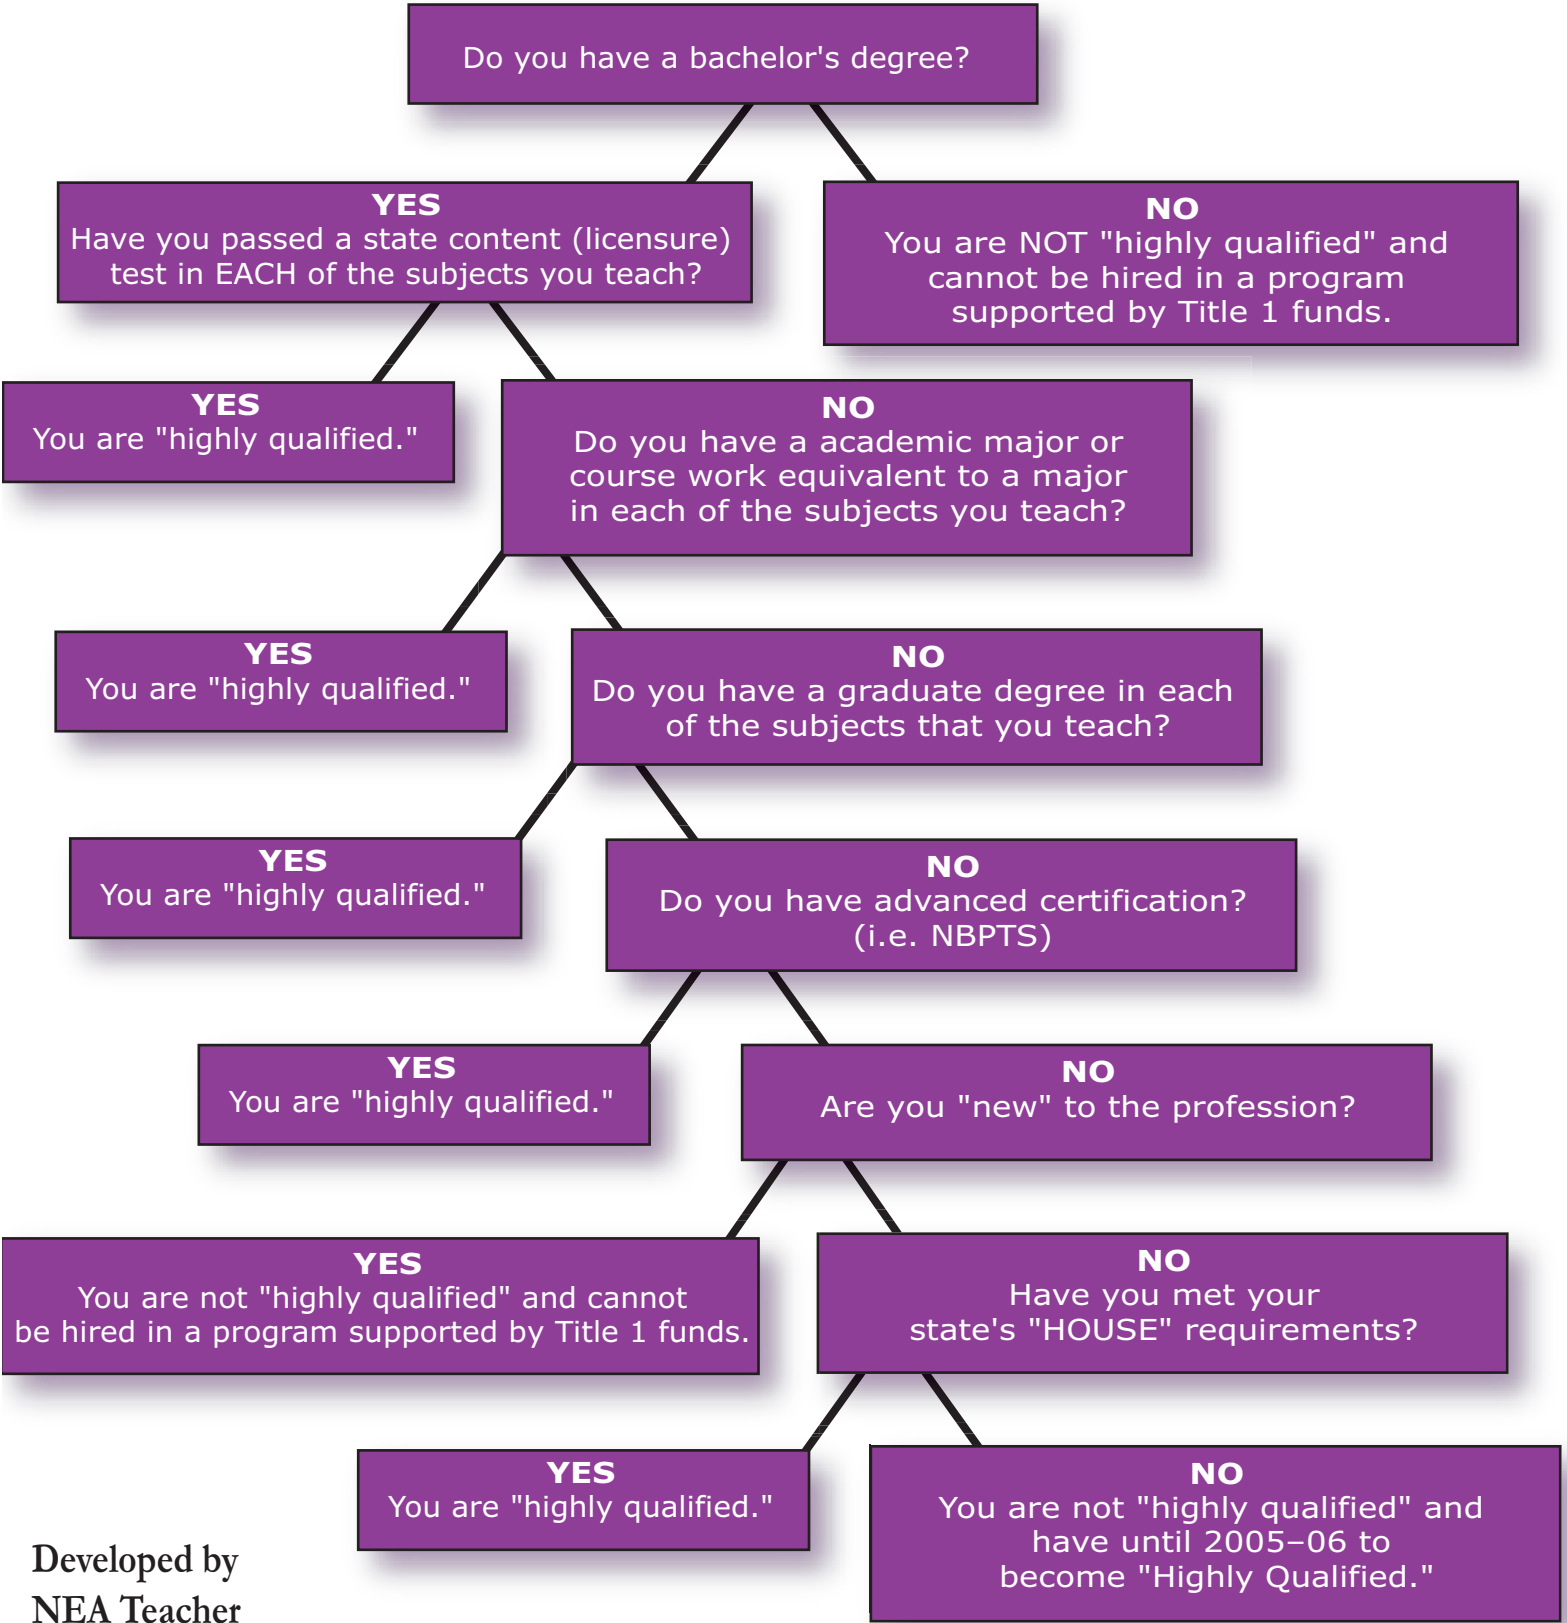 Do you have a bachelor's degree?
YES
Have you passed a state content (licensure)
test in EACH of the subjects you teach?
NO
You are NOT "highly qualified" and
cannot be hired in a program
supported by Title 1 funds.
YES
You are "highly qualified."
NO
Do you have a academic major or
course work equivalent to a major
in each of the subjects you teach?
YES
You are "highly qualified."
NO
Do you have a graduate degree in each
of the subjects that you teach?
YES
You are "highly qualified."
NO
Do you have advanced certification?
(i.e. NBPTS)
YES
You are "highly qualified."
NO
Are you "new" to the profession?
YES
You are not "highly qualified" and cannot
be hired in a program supported by Title 1 funds.
NO
Have you met your
state's "HOUSE" requirements?
YES
You are "highly qualified."
NO
You are not "highly qualified" and
have until 2005–06 to
become "Highly Qualified."
Developed by
NEA Teacher